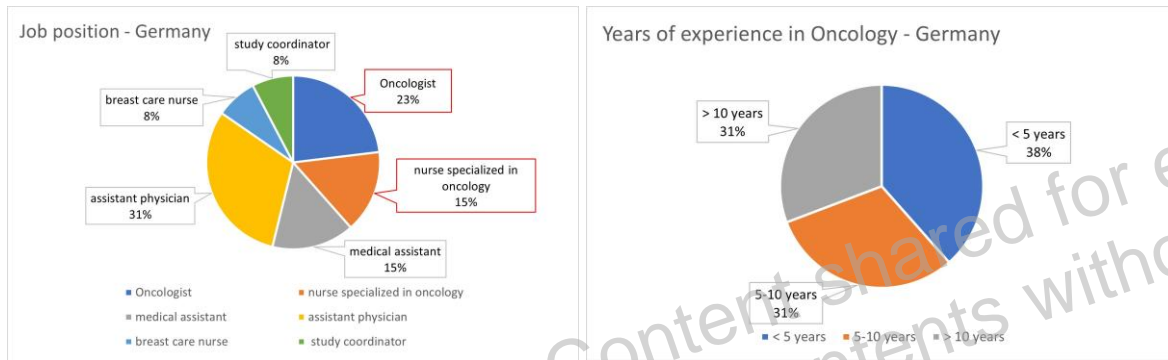 Job position - Germany
study coordinator
8%
Oncologist
23%
breast care nurse
8%
nurse specialized in
oncology
15%
assistant physician
31%
medical assistant
15%
Oncologist
nurse specialized in oncology
medical assistant
assistant physician
breast care nurse
study coordinator
Years of experience in Oncology - Germany
> 10 years
31%
< 5 years
38%
5-10 years
31%
< 5 years
5-10 years
> 10 years
Content shared for e
ntents witho